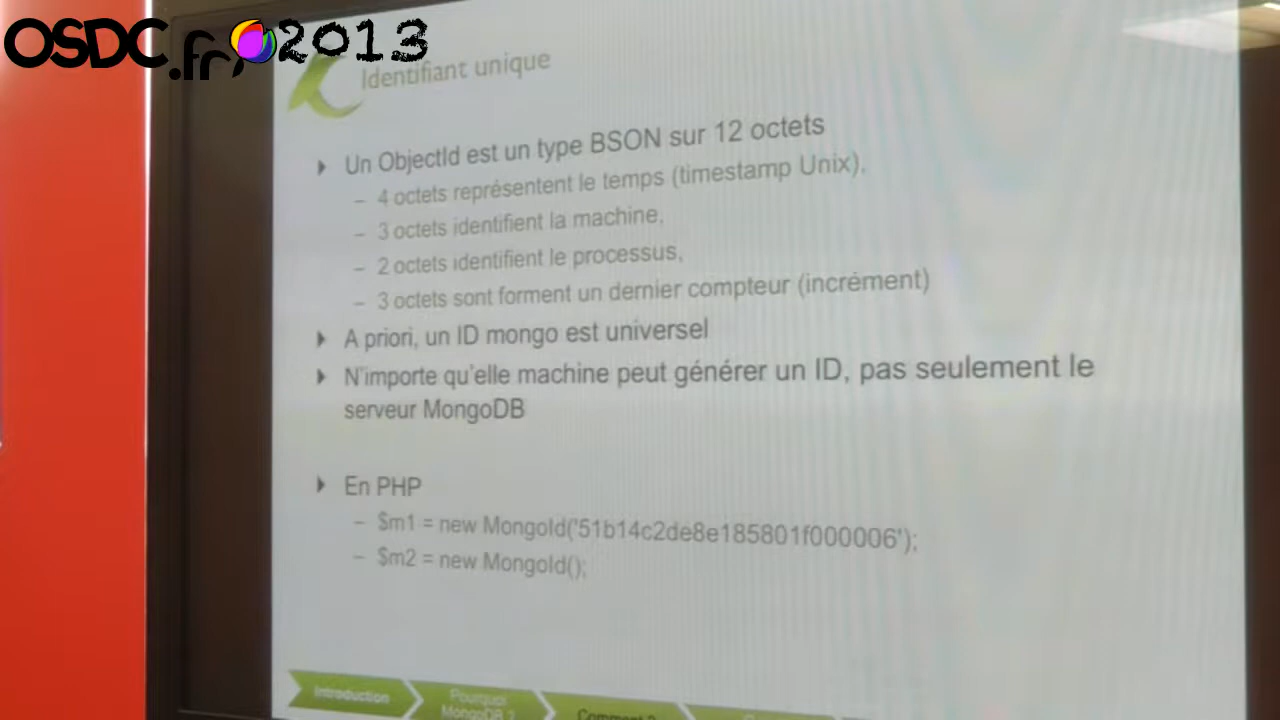 OSDC.fr 2013
Identifiant unique
Un ObjectId est un type BSON sur 12 octets
– 4 octets représentent le temps (timestamp Unix),
– 3 octets identifient la machine,
– 2 octets identifient le processus,
– 3 octets sont forment un dernier compteur (incrément)
A priori, un ID mongo est universel
N'importe qu'elle machine peut générer un ID, pas seulement le
serveur MongoDB
En PHP
– $m1 = new MongoId('51b14c2de8e185801f000006');
– $m2 = new MongoId();
Introduction
Pourquoi
MongoDB ?
Comment ?